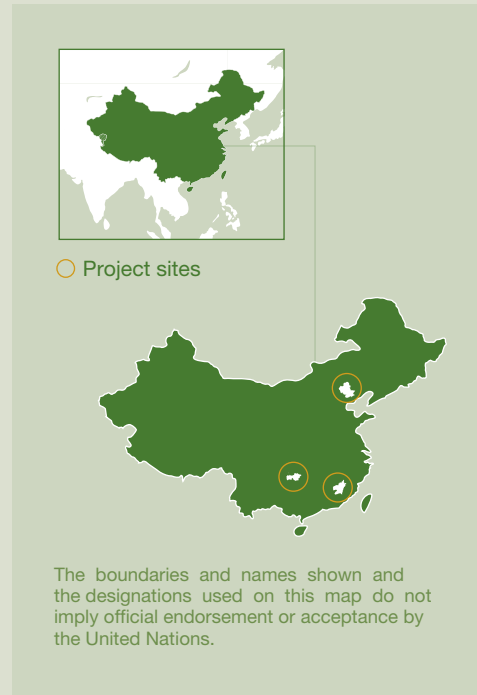 Project sites
The boundaries and names shown and
the designations used on this map do not
imply official endorsement or acceptance by
the United Nations.